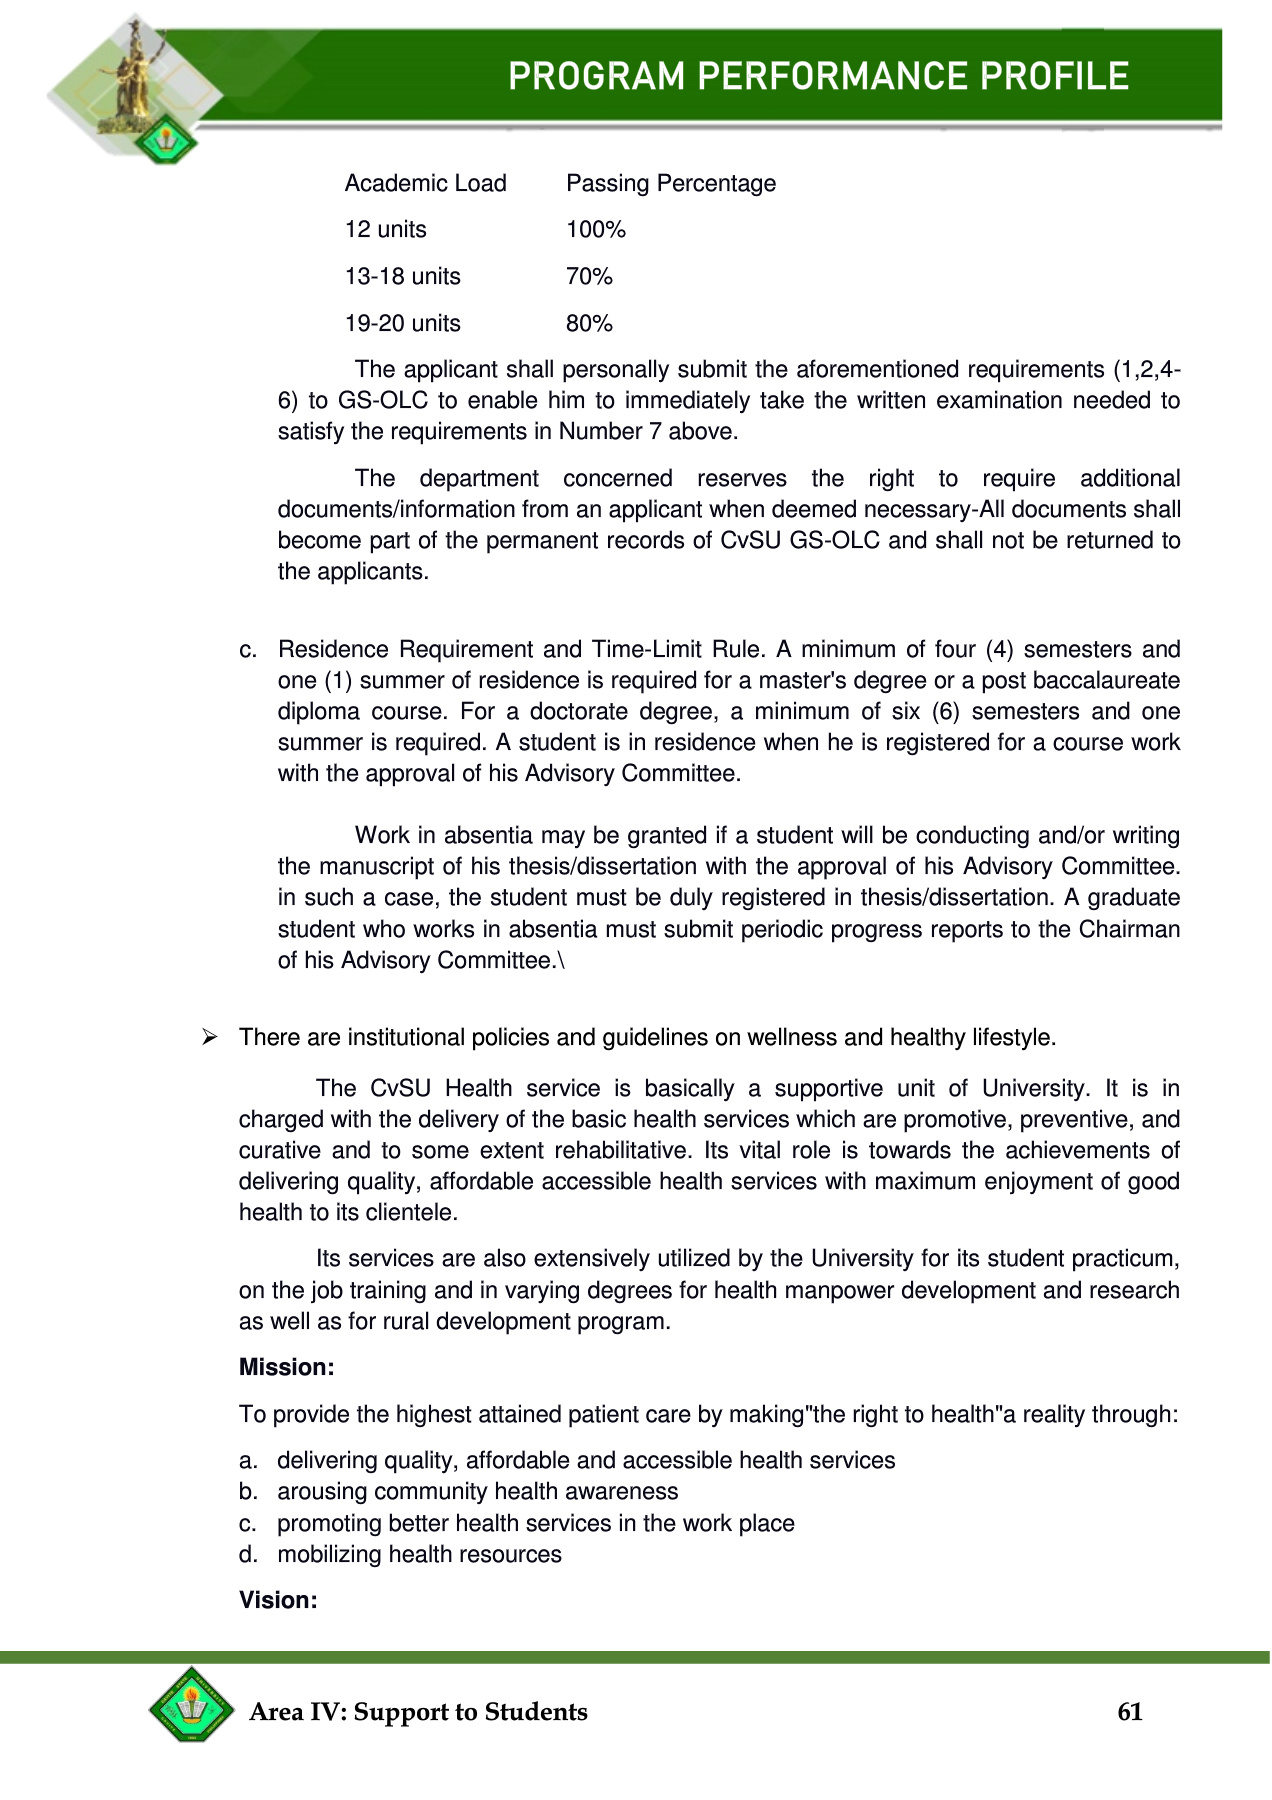 PROGRAM PERFORMANCE PROFILE
Academic Load Passing Percentage
12 units 100%
13-18 units 70%
19-20 units 80%
The applicant shall personally submit the aforementioned requirements (1,2,4-
6) to GS-OLC to enable him to immediately take the written examination needed to
satisfy the requirements in Number 7 above.
The department concerned reserves the right to require additional
documents/information from an applicant when deemed necessary-All documents shall
become part of the permanent records of CvSU GS-OLC and shall not be returned to
the applicants.
c. Residence Requirement and Time-Limit Rule. A minimum of four (4) semesters and
one (1) summer of residence is required for a master's degree or a post baccalaureate
diploma course. For a doctorate degree, a minimum of six (6) semesters and one
summer is required. A student is in residence when he is registered for a course work
with the approval of his Advisory Committee.
Work in absentia may be granted if a student will be conducting and/or writing
the manuscript of his thesis/dissertation with the approval of his Advisory Committee.
in such a case, the student must be duly registered in thesis/dissertation. A graduate
student who works in absentia must submit periodic progress reports to the Chairman
of his Advisory Committee.\
➢ There are institutional policies and guidelines on wellness and healthy lifestyle.
The CvSU Health service is basically a supportive unit of University. It is in
charged with the delivery of the basic health services which are promotive, preventive, and
curative and to some extent rehabilitative. Its vital role is towards the achievements of
delivering quality, affordable accessible health services with maximum enjoyment of good
health to its clientele.
Its services are also extensively utilized by the University for its student practicum,
on the job training and in varying degrees for health manpower development and research
as well as for rural development program.
Mission:
To provide the highest attained patient care by making"the right to health"a reality through:
a. delivering quality, affordable and accessible health services
b. arousing community health awareness
c. promoting better health services in the work place
d. mobilizing health resources
Vision:
Area IV: Support to Students 61